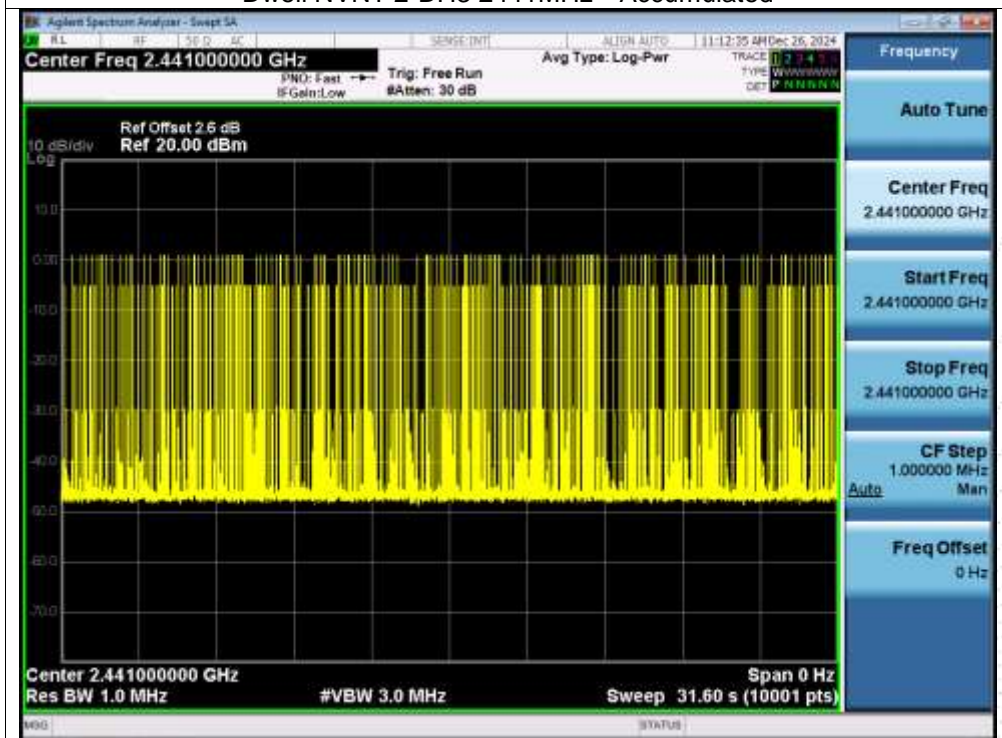 Agilent Spectrum Analyzer - Swept SA
RL RF 50 Ω AC SENSE:INT ALIGN AUTO 11:12:35 AM Dec 26, 2024
Center Freq 2.441000000 GHz
PNO: Fast
IFGain:Low
Trig: Free Run
#Atten: 30 dB
Avg Type: Log-Pwr
TRACE 1 2 3 4 5 6
TYPE WWWWWW
DET P N N N N N
Ref Offset 2.6 dB
10 dB/div Ref 20.00 dBm
Log
10.0
0.00
-10.0
-20.0
-30.0
-40.0
-50.0
-60.0
-70.0
Center 2.441000000 GHz Span 0 Hz
Res BW 1.0 MHz #VBW 3.0 MHz Sweep 31.60 s (10001 pts)
MSG STATUS
Frequency
Auto Tune
Center Freq
2.441000000 GHz
Start Freq
2.441000000 GHz
Stop Freq
2.441000000 GHz
CF Step
1.000000 MHz
Auto Man
Freq Offset
0 Hz